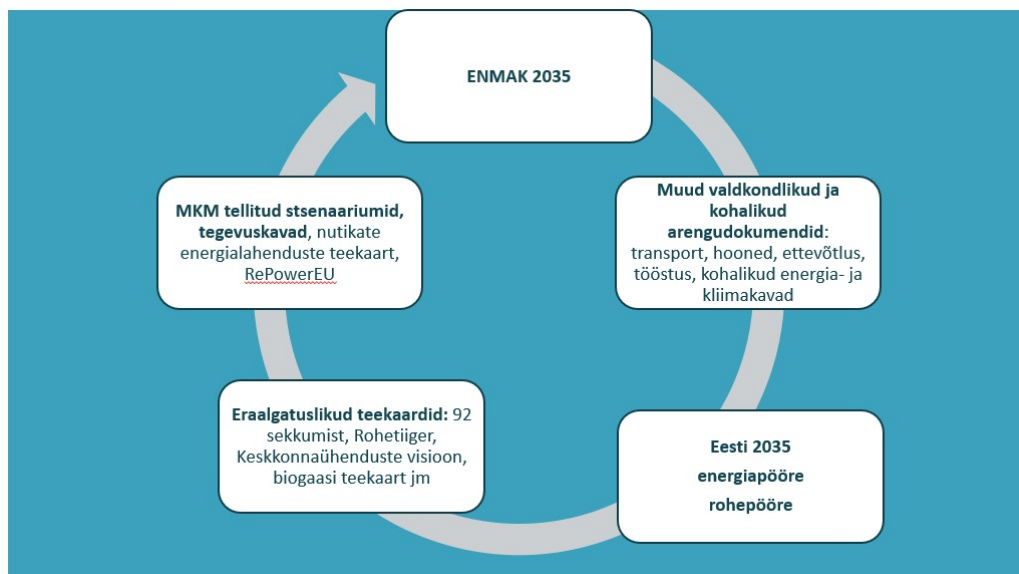 ENMAK 2035
Muud valdkondlikud ja
kohalikud
arengudokumendid:
transport, hooned, ettevõtlus,
tööstus, kohalikud energia- ja
kliimakavad
Eesti 2035
energiapööre
rohepööre
Eraalgatuslikud teekaardid: 92
sekkumist, Rohetiiger,
Keskkonnaühenduste visioon,
biogaasi teekaart jm
MKM tellitud stsenaariumid,
tegevuskavad, nutikate
energialahenduste teekaart,
RePowerEU